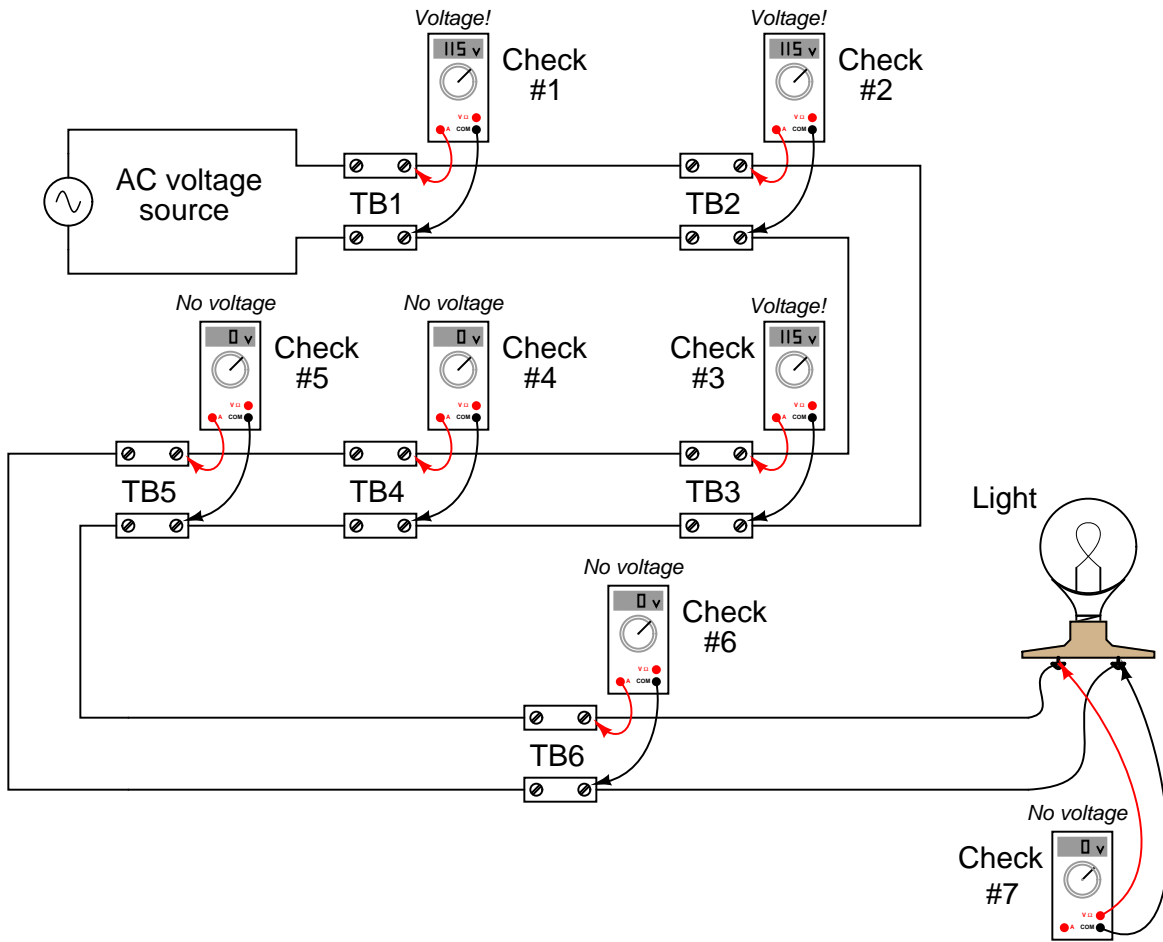 Voltage!
115 v
Check
#1
V Ω
A
COM
Voltage!
115 v
Check
#2
V Ω
A
COM
AC voltage
source
TB1
TB2
No voltage
0 v
Check
#5
V Ω
A
COM
No voltage
0 v
Check
#4
V Ω
A
COM
Check
#3
Voltage!
115 v
V Ω
A
COM
TB5
TB4
TB3
Light
No voltage
0 v
Check
#6
V Ω
A
COM
TB6
No voltage
0 v
Check
#7
V Ω
A
COM